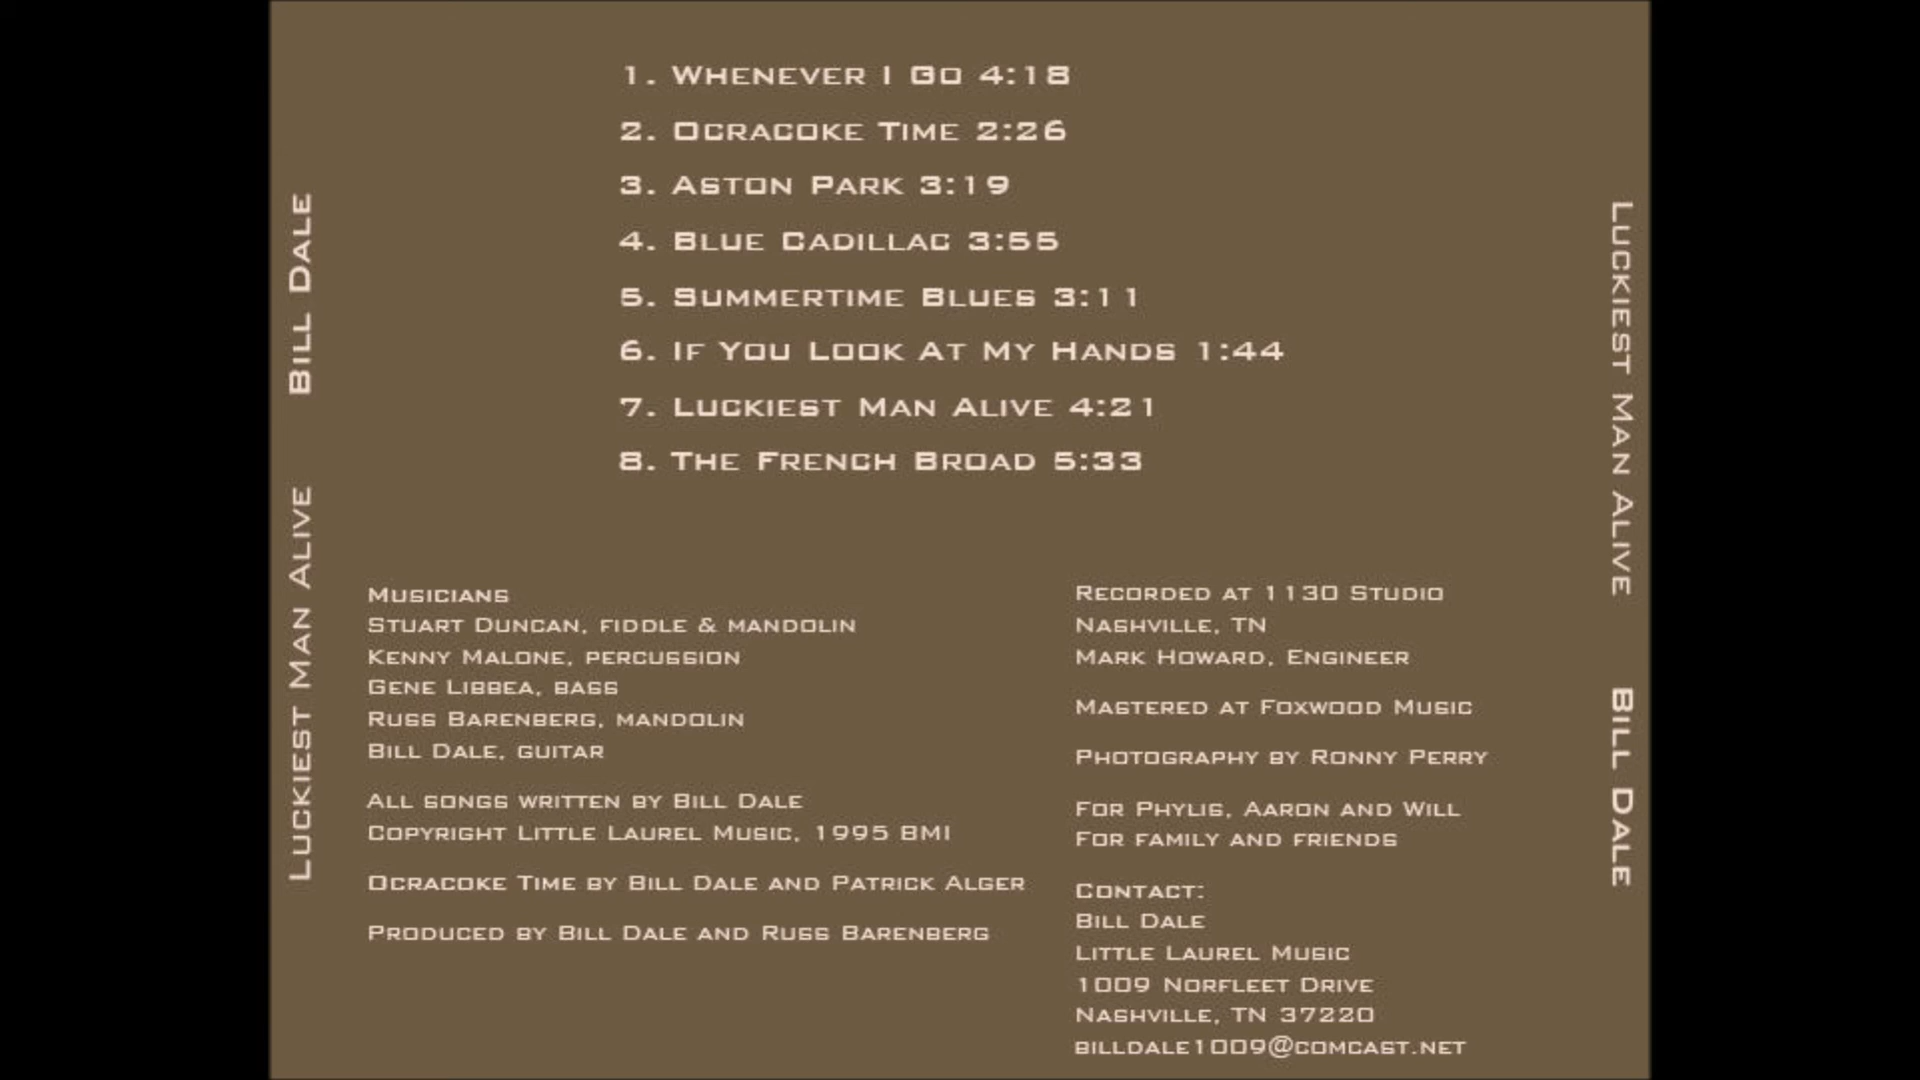 1. Whenever I Go 4:18
2. Ocracoke Time 2:26
3. Aston Park 3:19
4. Blue Cadillac 3:55
5. Summertime Blues 3:11
6. If You Look At My Hands 1:44
7. Luckiest Man Alive 4:21
8. The French Broad 5:33
Luckiest Man Alive Bill Dale
Musicians
Stuart Duncan, fiddle & mandolin
Kenny Malone, percussion
Gene Libbea, bass
Russ Barenberg, mandolin
Bill Dale, guitar
All songs written by Bill Dale
Copyright Little Laurel Music, 1995 BMI
Ocracoke Time by Bill Dale and Patrick Alger
Produced by Bill Dale and Russ Barenberg
Recorded at 1130 Studio
Nashville, TN
Mark Howard, Engineer
Mastered at Foxwood Music
Photography by Ronny Perry
For Phylis, Aaron and Will
For family and friends
Contact:
Bill Dale
Little Laurel Music
1009 Norfleet Drive
Nashville, TN 37220
billdale1009@comcast.net
Luckiest Man Alive Bill Dale